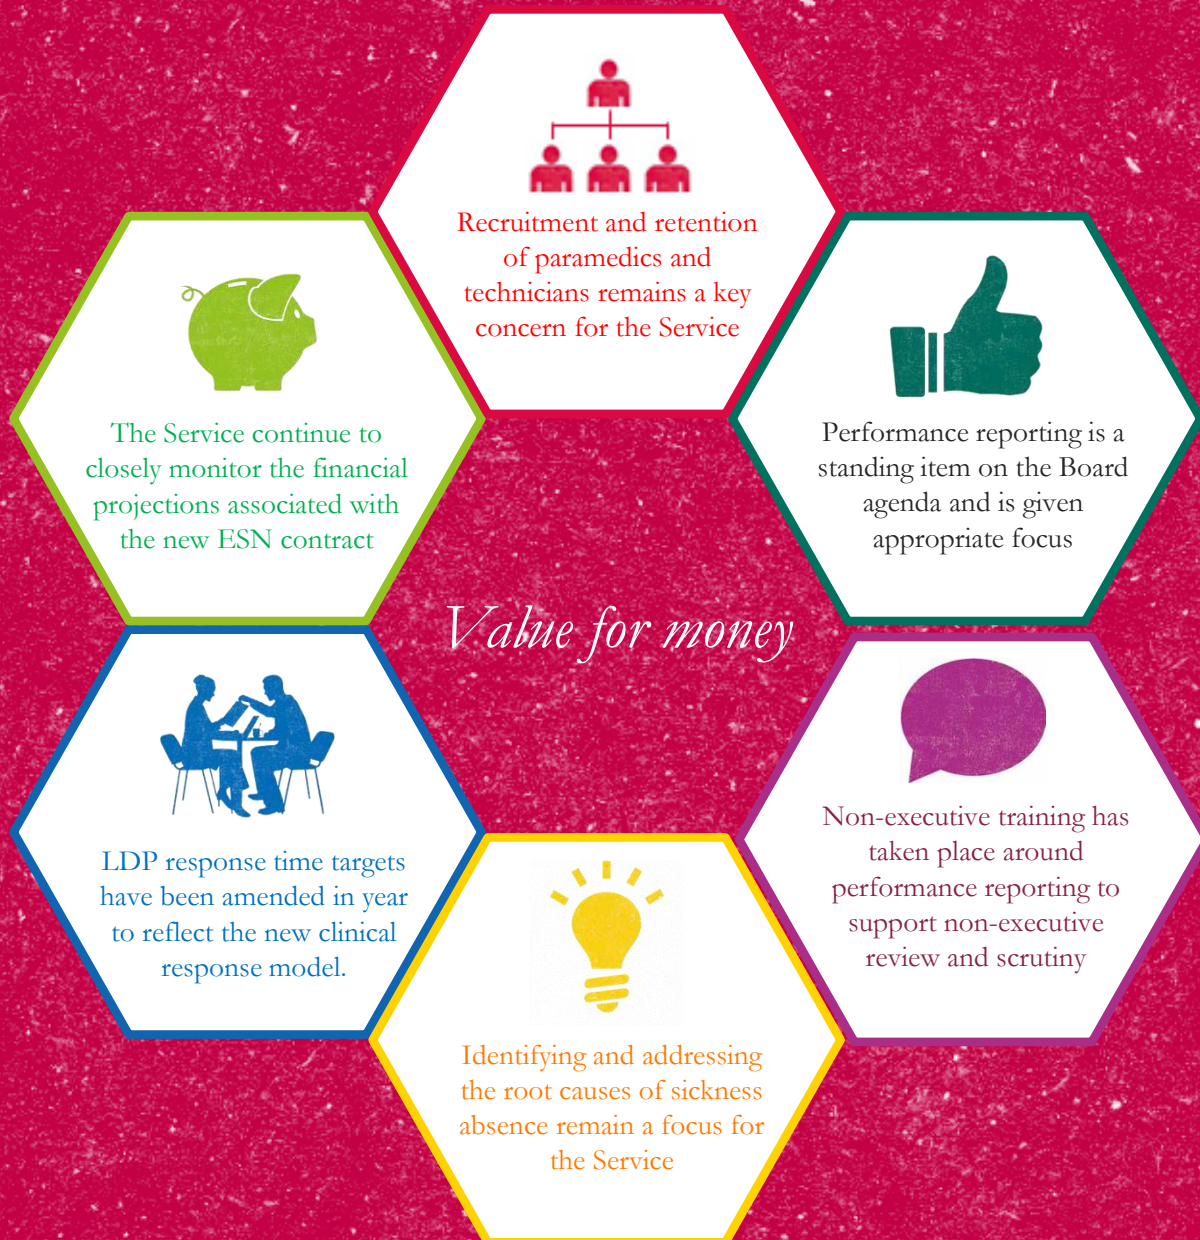 Recruitment and retention
of paramedics and
technicians remains a key
concern for the Service
The Service continue to
closely monitor the financial
projections associated with
the new ESN contract
Performance reporting is a
standing item on the Board
agenda and is given
appropriate focus
Value for money
LDP response time targets
have been amended in year
to reflect the new clinical
response model.
Non-executive training has
taken place around
performance reporting to
support non-executive
review and scrutiny
Identifying and addressing
the root causes of sickness
absence remain a focus for
the Service